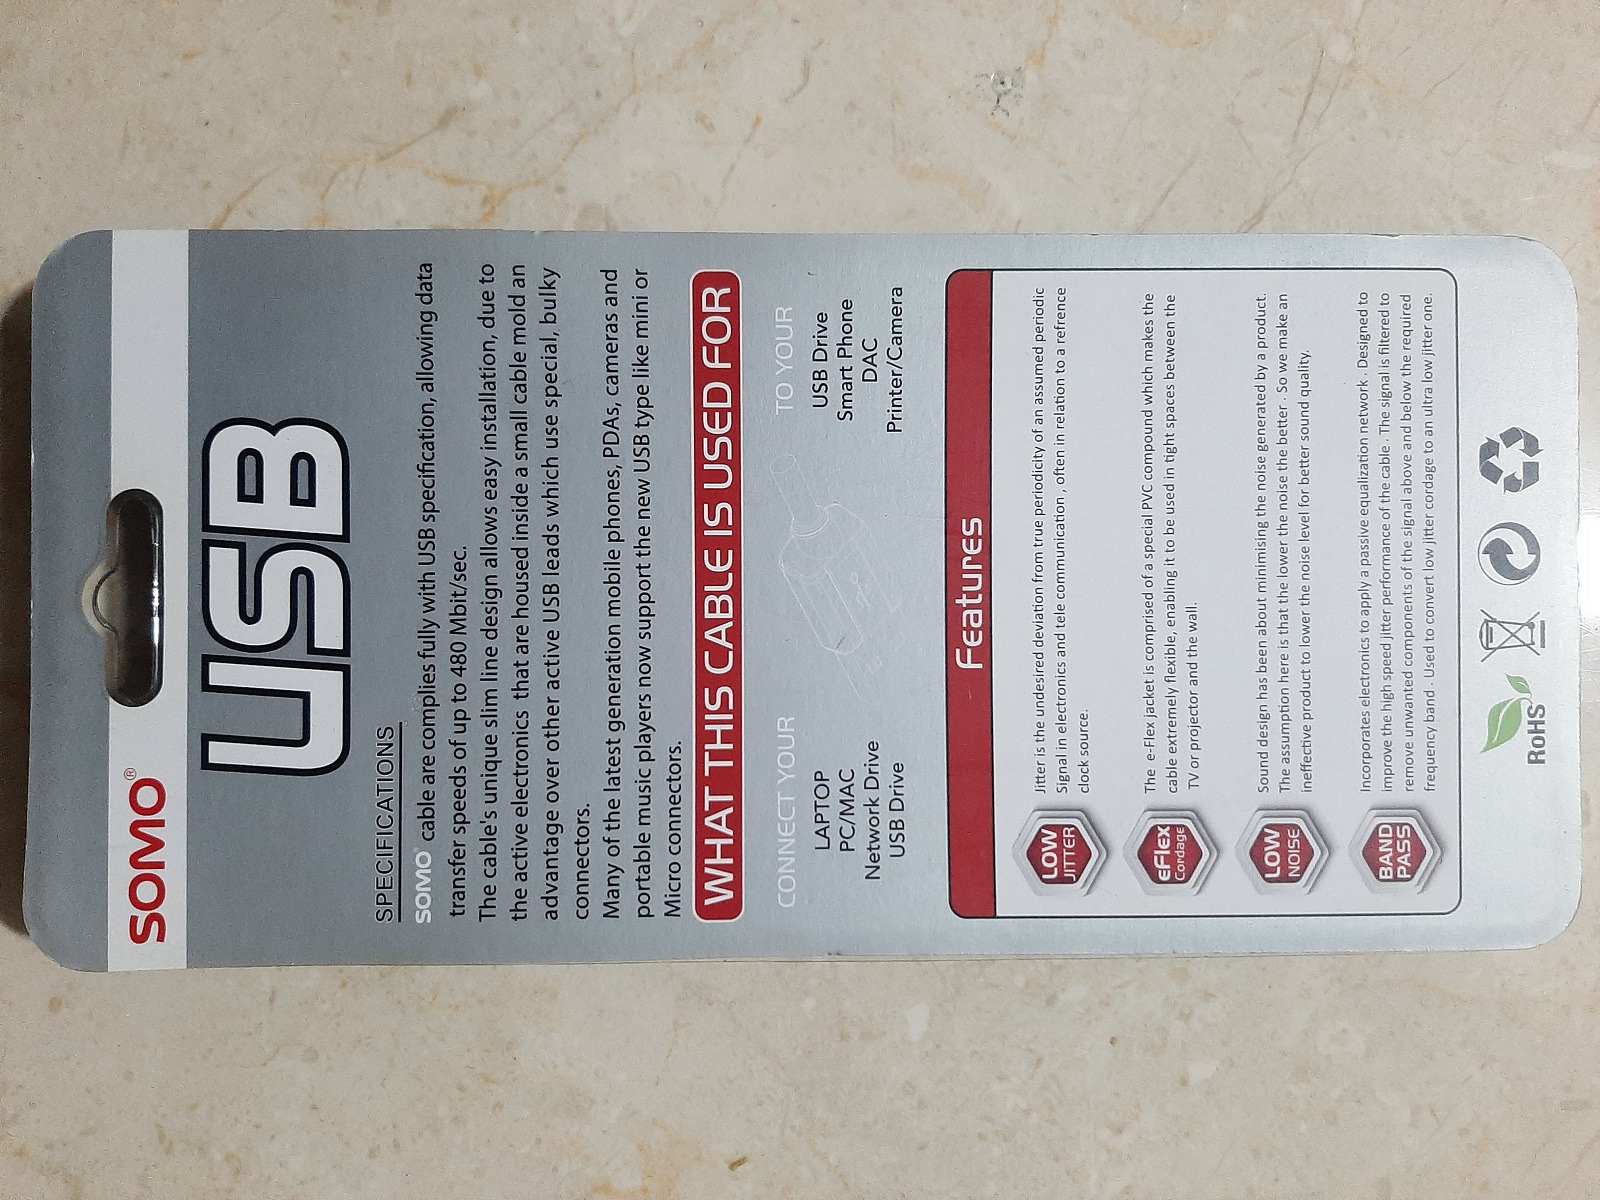 SOMO®
USB
SPECIFICATIONS
SOMO® cable are complies fully with USB specification, allowing data
transfer speeds of up to 480 Mbit/sec.
The cable's unique slim line design allows easy installation, due to
the active electronics that are housed inside a small cable mold an
advantage over other active USB leads which use special, bulky
connectors.
Many of the latest generation mobile phones, PDAs, cameras and
portable music players now support the new USB type like mini or
Micro connectors.
WHAT THIS CABLE IS USED FOR
CONNECT YOUR
LAPTOP
PC/MAC
Network Drive
USB Drive
TO YOUR
USB Drive
Smart Phone
DAC
Printer/Camera
Features
LOW
JITTER
Jitter is the undesired deviation from true periodicity of an assumed periodic
Signal in electronics and tele communication , often in relation to a refrence
clock source.
eFlex
Cordage
The e-Flex jacket is comprised of a special PVC compound which makes the
cable extremely flexible, enabling it to be used in tight spaces between the
TV or projector and the wall.
LOW
NOISE
Sound design has been about minimising the noise generated by a product.
The assumption here is that the lower the noise the better . So we make an
ineffective product to lower the noise level for better sound quality.
BAND
PASS
Incorporates electronics to apply a passive equalization network . Designed to
improve the high speed jitter performance of the cable . The signal is filtered to
remove unwanted components of the signal above and below the required
frequency band . Used to convert low jitter cordage to an ultra low jitter one.
RoHS